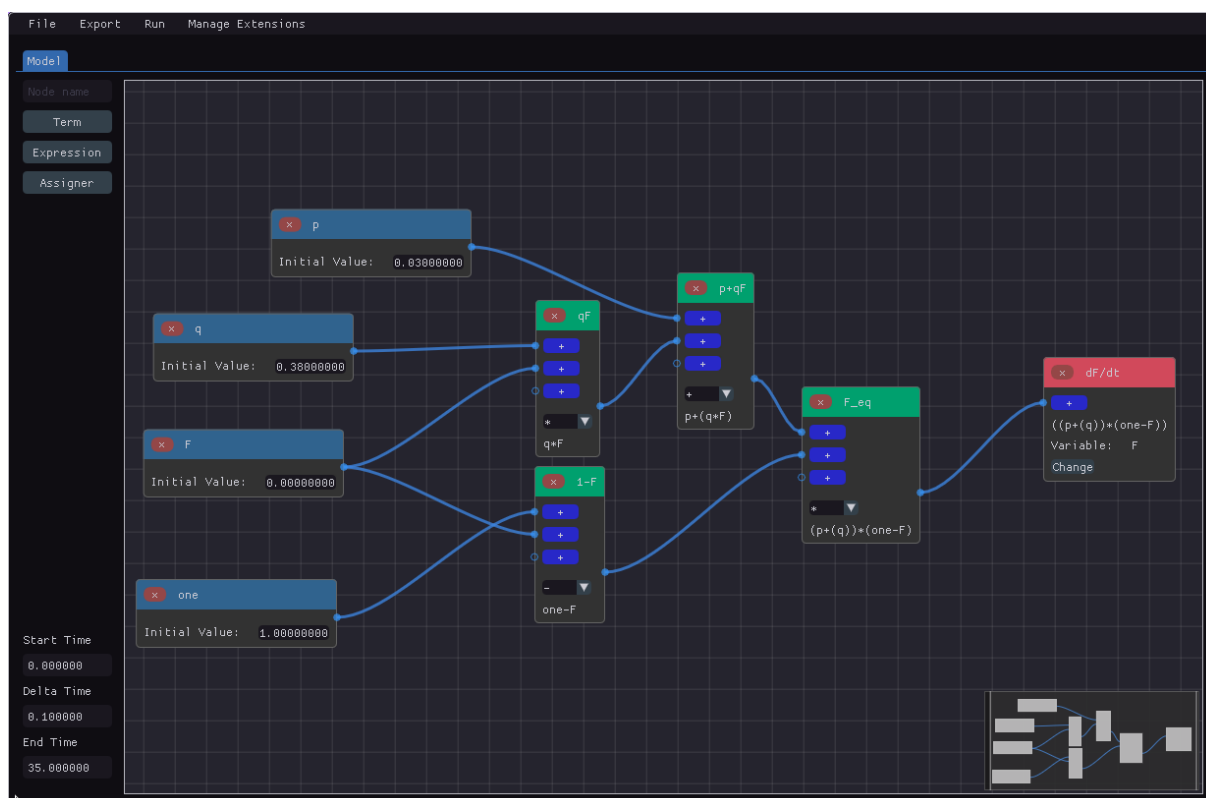 File Export Run Manage Extensions
Model
Node name
Term
Expression
Assigner
× p
Initial Value: 0.03000000
× q
Initial Value: 0.38000000
× F
Initial Value: 0.00000000
× one
Initial Value: 1.00000000
× qF
+
+
+
* ▼
q*F
× 1-F
+
+
+
- ▼
one-F
× p+qF
+
+
+
+ ▼
p+(q*F)
× F_eq
+
+
+
* ▼
(p+(q))*(one-F)
× dF/dt
+
((p+(q))*(one-F))
Variable: F
Change
Start Time
0.000000
Delta Time
0.100000
End Time
35.000000